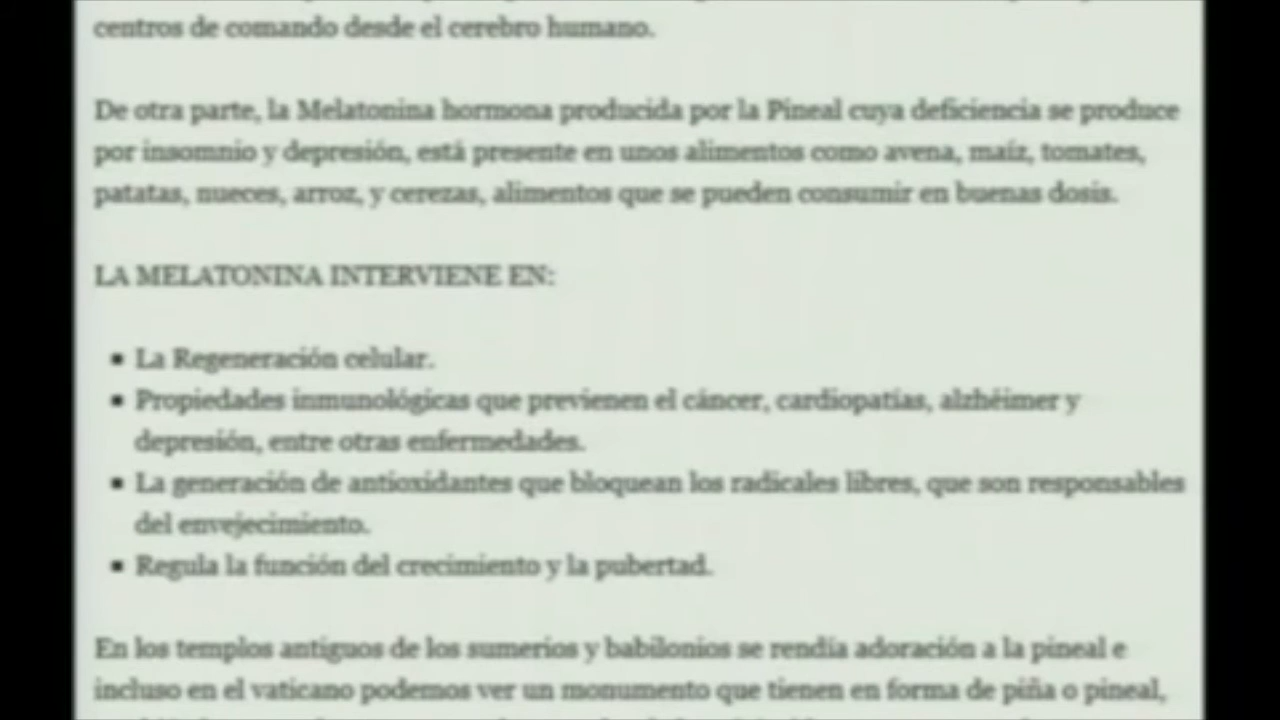 centros de comando desde el cerebro humano.
De otra parte, la Melatonina hormona producida por la Pineal cuya deficiencia se produce
por insomnio y depresión, está presente en unos alimentos como avena, maíz, tomates,
patatas, nueces, arroz, y cerezas, alimentos que se pueden consumir en buenas dosis.
LA MELATONINA INTERVIENE EN:
▪ La Regeneración celular.
▪ Propiedades inmunológicas que previenen el cáncer, cardiopatías, alzhéimer y
depresión, entre otras enfermedades.
▪ La generación de antioxidantes que bloquean los radicales libres, que son responsables
del envejecimiento.
▪ Regula la función del crecimiento y la pubertad.
En los templos antiguos de los sumerios y babilonios se rendía adoración a la pineal e
incluso en el vaticano podemos ver un monumento que tienen en forma de piña o pineal,